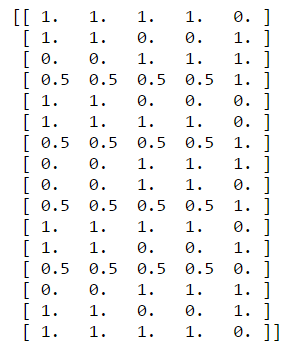 [[ 1.   1.   1.   1.   0. ]
 [ 1.   1.   0.   0.   1. ]
 [ 0.   0.   1.   1.   1. ]
 [ 0.5  0.5  0.5  0.5  1. ]
 [ 1.   1.   0.   0.   0. ]
 [ 1.   1.   1.   1.   0. ]
 [ 0.5  0.5  0.5  0.5  1. ]
 [ 0.   0.   1.   1.   1. ]
 [ 0.   0.   1.   1.   0. ]
 [ 0.5  0.5  0.5  0.5  1. ]
 [ 1.   1.   1.   1.   0. ]
 [ 1.   1.   0.   0.   1. ]
 [ 0.5  0.5  0.5  0.5  0. ]
 [ 0.   0.   1.   1.   1. ]
 [ 1.   1.   0.   0.   1. ]
 [ 1.   1.   1.   1.   0. ]]